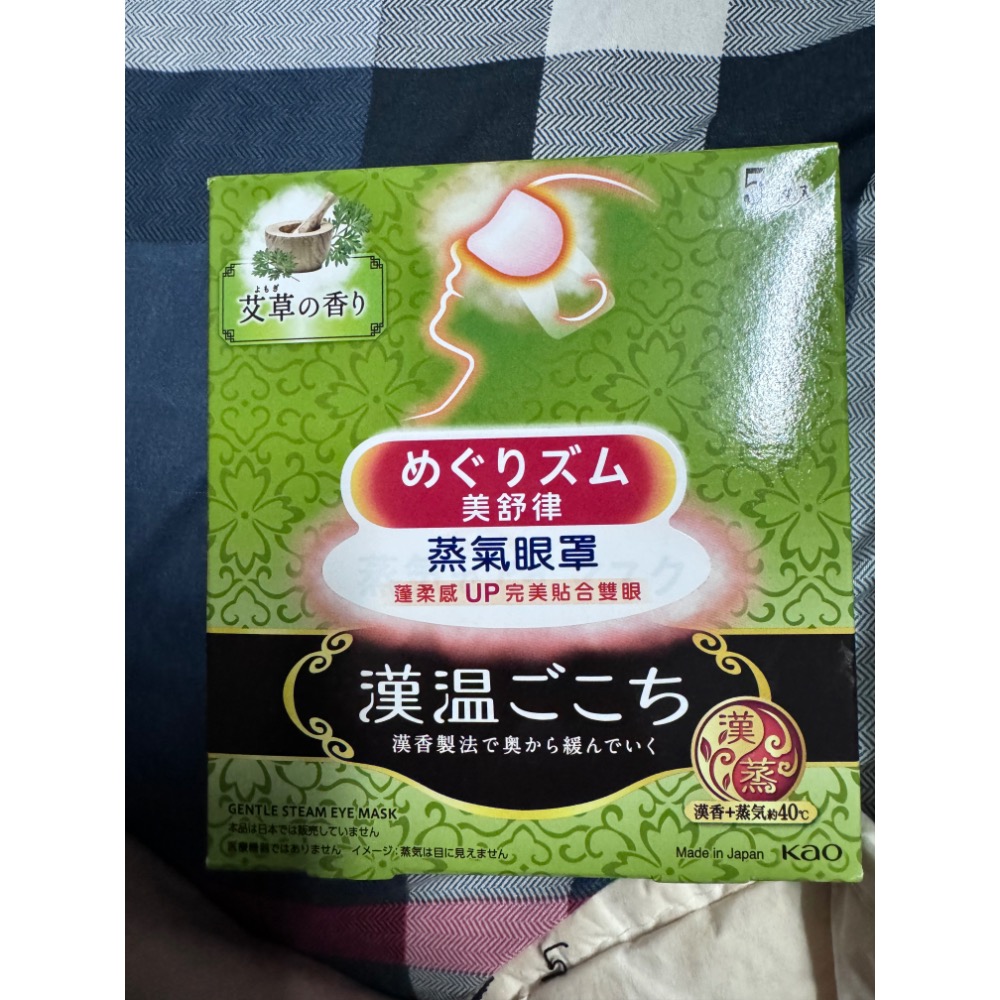 よもぎ
艾草の香り
めぐりズム
美舒律
蒸氣眼罩
蓬柔感 UP 完美貼合雙眼
漢温ごこち
漢香製法で奥から緩んでいく
漢
蒸
漢香+蒸気約40℃
GENTLE STEAM EYE MASK
本品は日本では販売していません
医療機器ではありません イメージ:蒸気は目に見えません
Made in Japan Kao